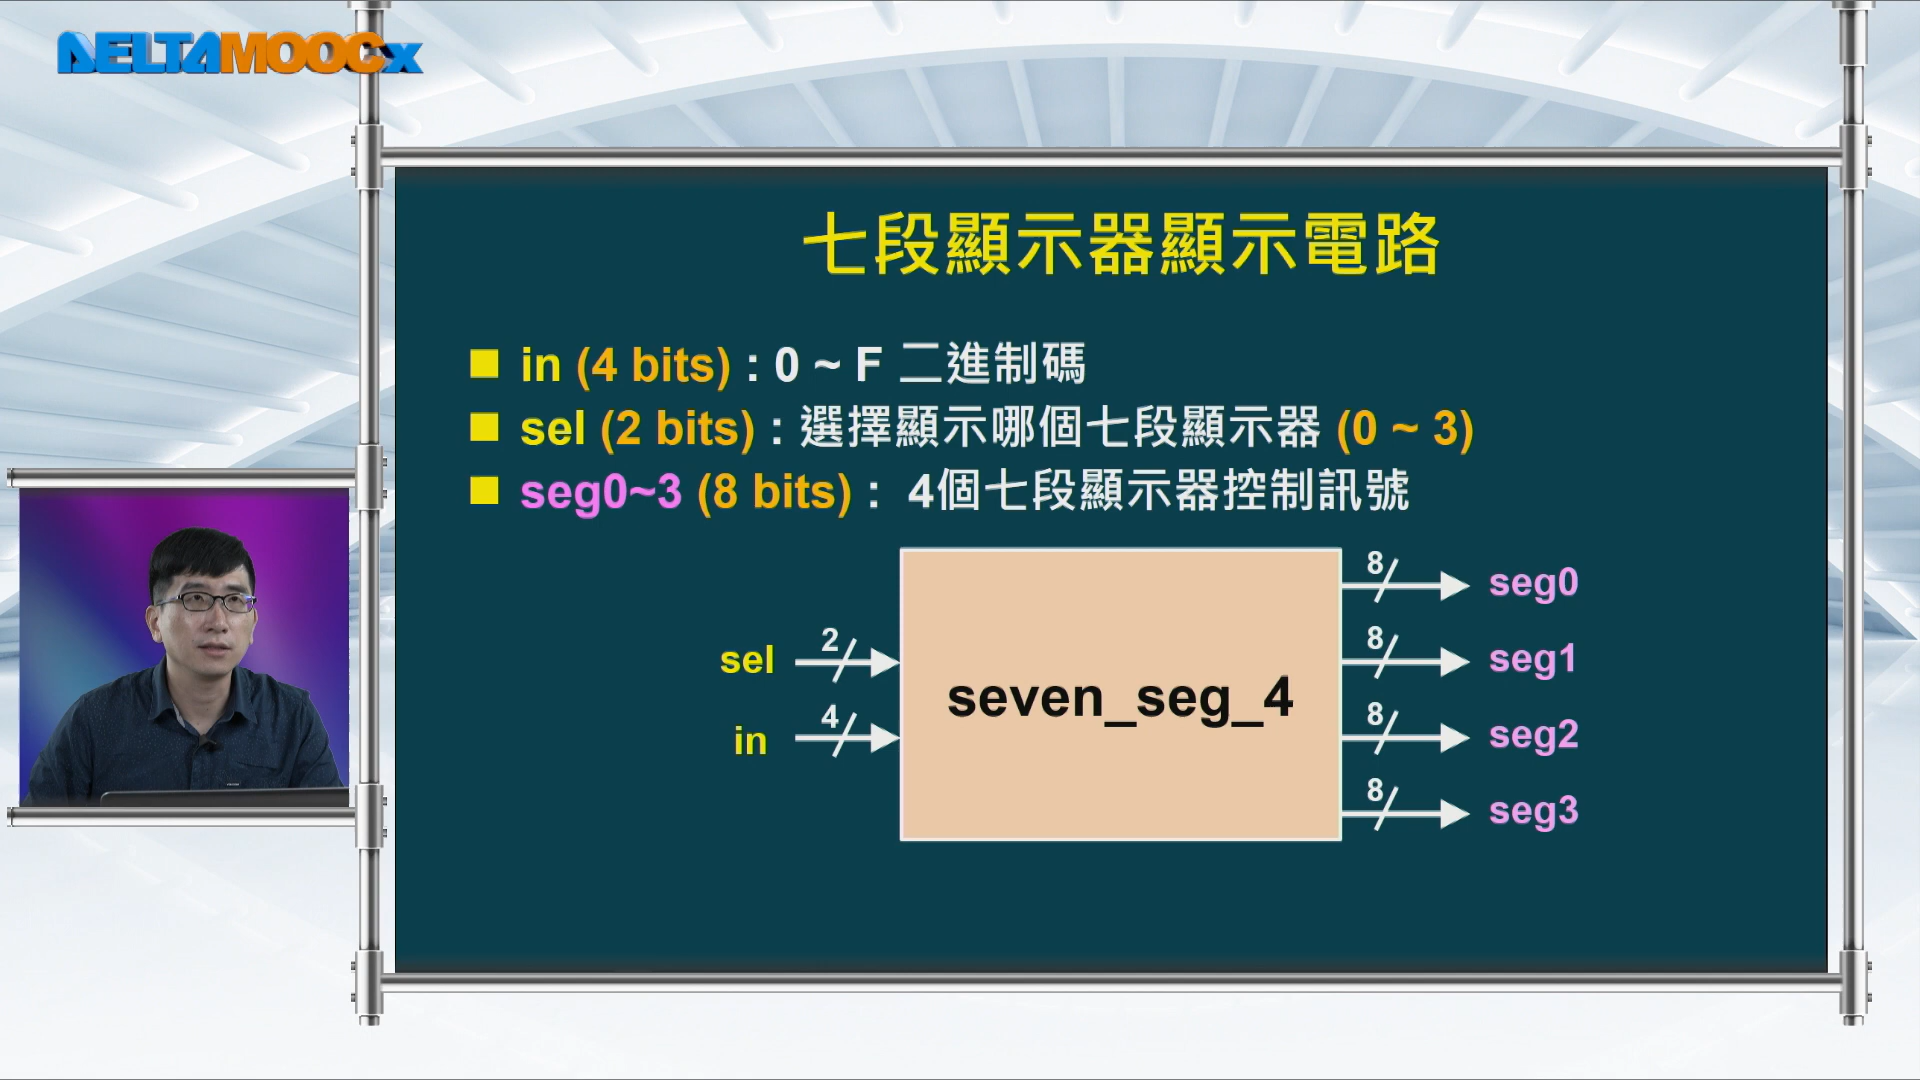 DELTAMOOCx
七段顯示器顯示電路
in (4 bits) : 0 ~ F 二進制碼
sel (2 bits) : 選擇顯示哪個七段顯示器 (0 ~ 3)
seg0~3 (8 bits) : 4個七段顯示器控制訊號
sel
2
in
4
seven_seg_4
8
seg0
8
seg1
8
seg2
8
seg3